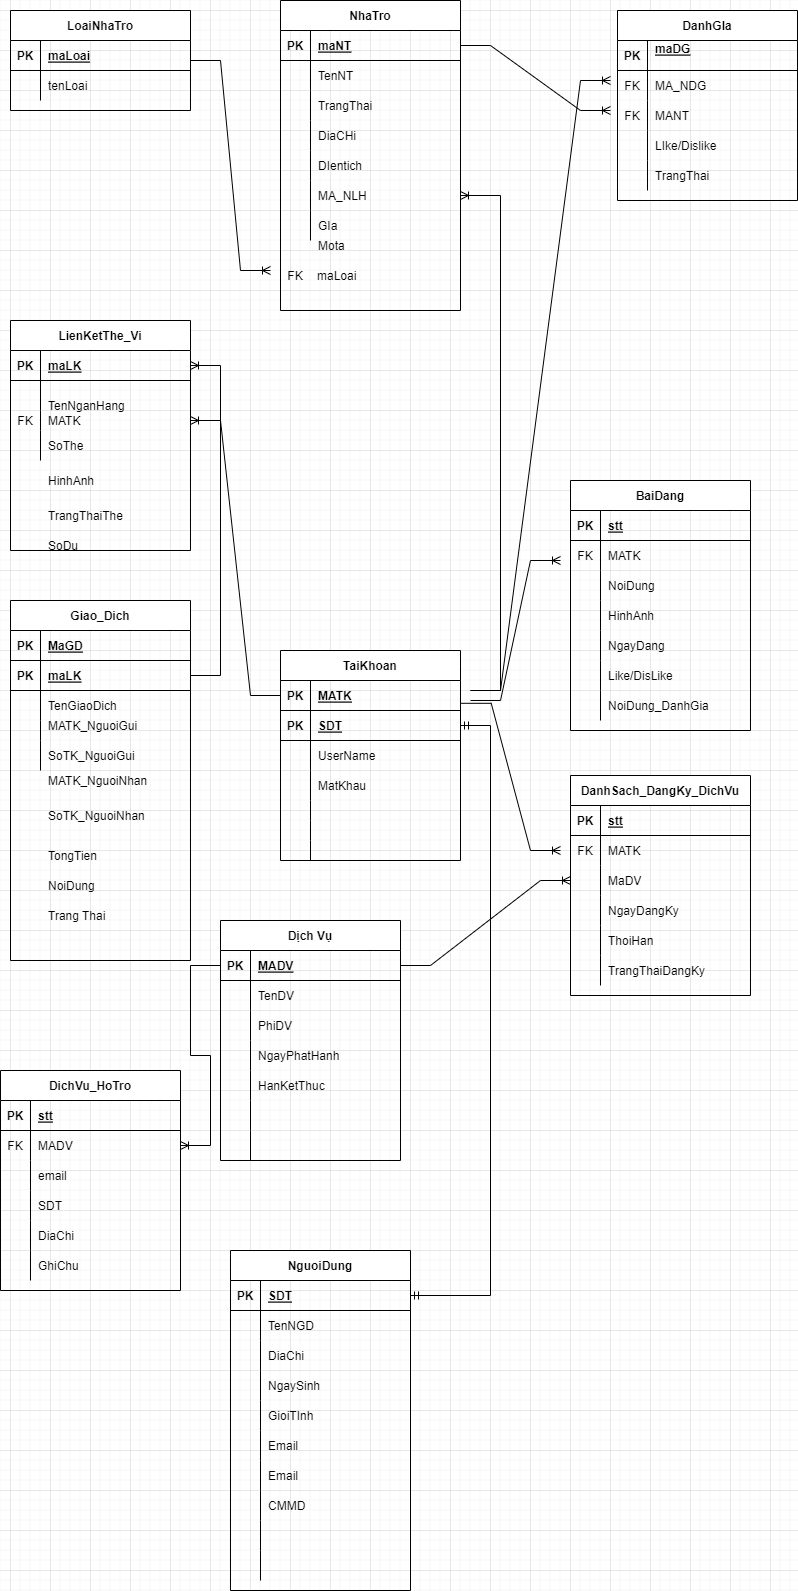 LoaiNhaTro
PK maLoai
tenLoai
NhaTro
PK maNT
TenNT
TrangThai
DiaCHi
DIentich
MA_NLH
GIa
Mota
FK maLoai
DanhGIa
PK maDG
FK MA_NDG
FK MANT
LIke/Dislike
TrangThai
LienKetThe_Vi
PK maLK
TenNganHang
FK MATK
SoThe
HinhAnh
TrangThaiThe
SoDu
BaiDang
PK stt
FK MATK
NoiDung
HinhAnh
NgayDang
Like/DisLike
NoiDung_DanhGia
Giao_Dich
PK MaGD
PK maLK
TenGiaoDich
MATK_NguoiGui
SoTK_NguoiGui
MATK_NguoiNhan
SoTK_NguoiNhan
TongTien
NoiDung
Trang Thai
TaiKhoan
PK MATK
PK SDT
UserName
MatKhau
DanhSach_DangKy_DichVu
PK stt
FK MATK
MaDV
NgayDangKy
ThoiHan
TrangThaiDangKy
Dịch Vụ
PK MADV
TenDV
PhiDV
NgayPhatHanh
HanKetThuc
DichVu_HoTro
PK stt
FK MADV
email
SDT
DiaChi
GhiChu
NguoiDung
PK SDT
TenNGD
DiaChi
NgaySinh
GioiTInh
Email
Email
CMMD